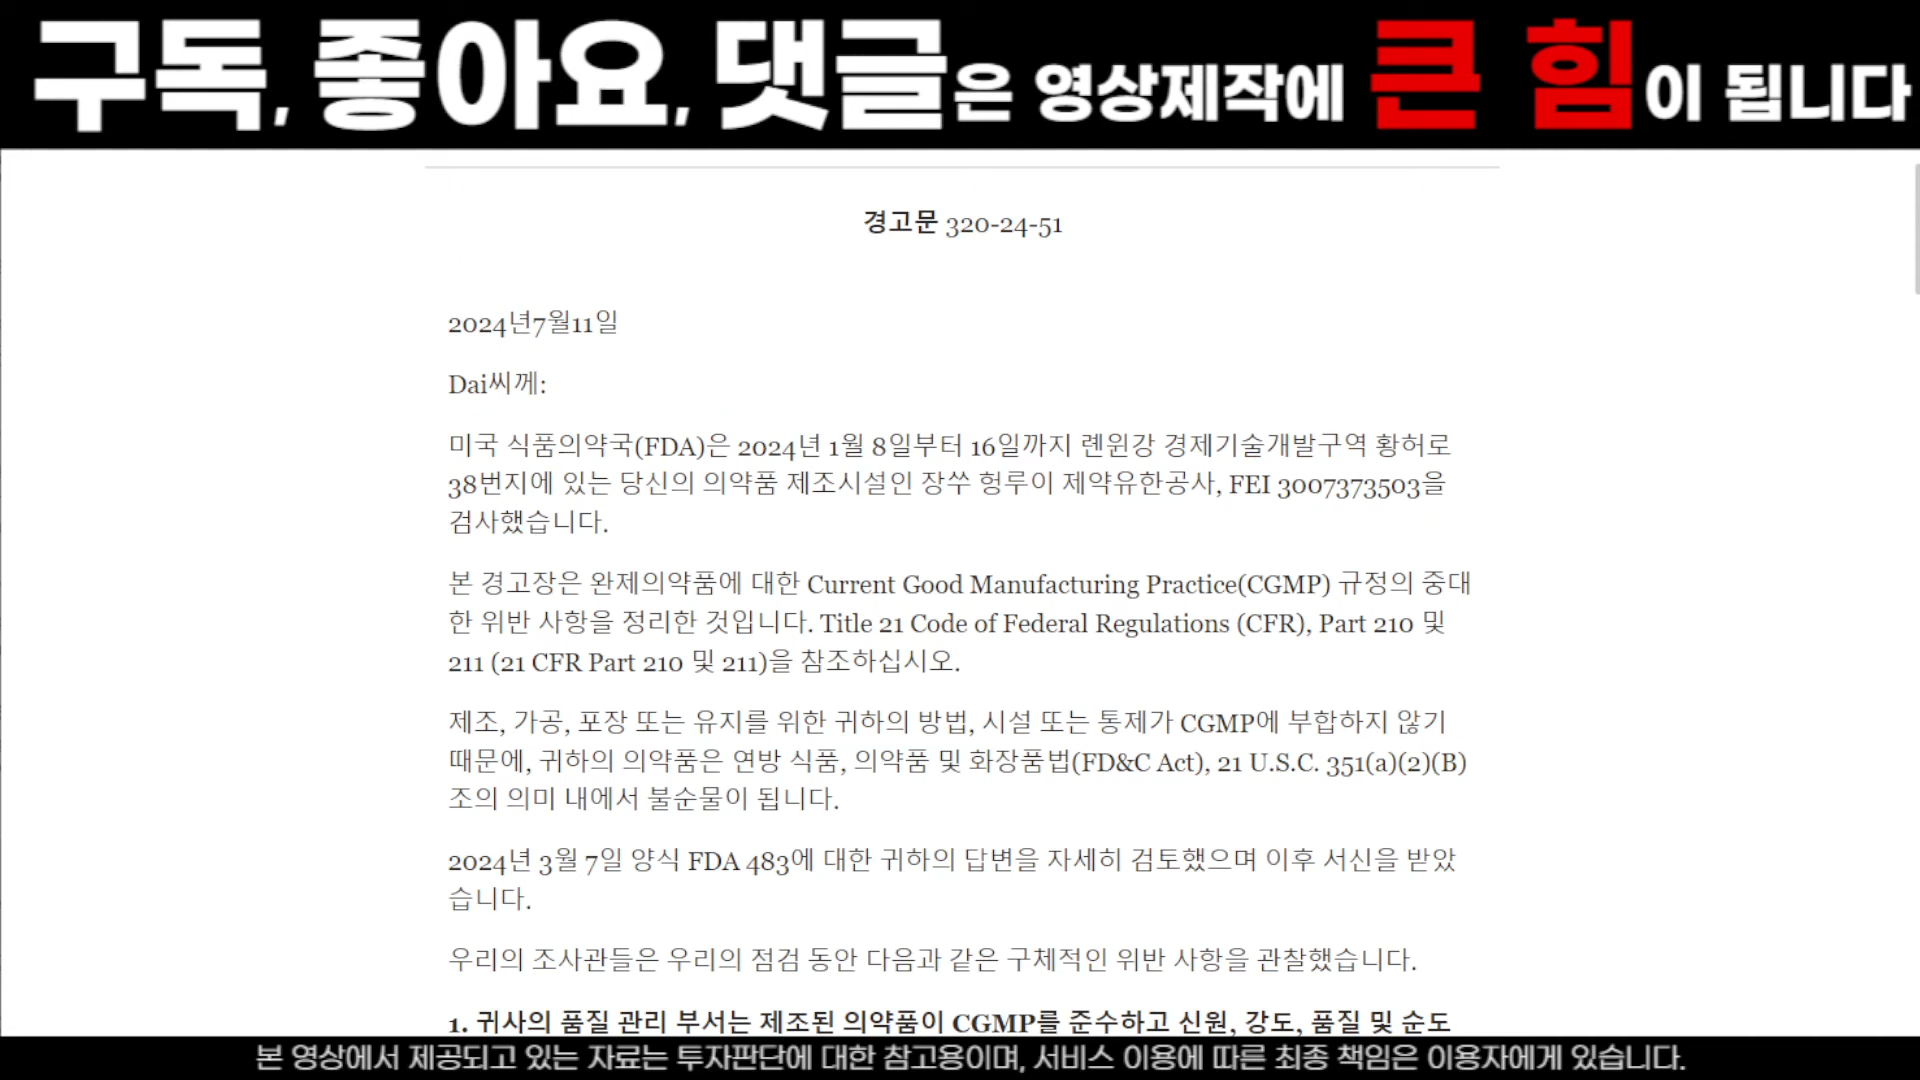 구독, 좋아요, 댓글은 영상제작에 큰 힘이 됩니다
경고문 320-24-51
2024년7월11일
Dai씨께:
미국 식품의약국(FDA)은 2024년 1월 8일부터 16일까지 롄윈강 경제기술개발구역 황허로
38번지에 있는 당신의 의약품 제조시설인 장쑤 헝루이 제약유한공사, FEI 3007373503을
검사했습니다.
본 경고장은 완제의약품에 대한 Current Good Manufacturing Practice(CGMP) 규정의 중대
한 위반 사항을 정리한 것입니다. Title 21 Code of Federal Regulations (CFR), Part 210 및
211 (21 CFR Part 210 및 211)을 참조하십시오.
제조, 가공, 포장 또는 유지를 위한 귀하의 방법, 시설 또는 통제가 CGMP에 부합하지 않기
때문에, 귀하의 의약품은 연방 식품, 의약품 및 화장품법(FD&C Act), 21 U.S.C. 351(a)(2)(B)
조의 의미 내에서 불순물이 됩니다.
2024년 3월 7일 양식 FDA 483에 대한 귀하의 답변을 자세히 검토했으며 이후 서신을 받았
습니다.
우리의 조사관들은 우리의 점검 동안 다음과 같은 구체적인 위반 사항을 관찰했습니다.
1. 귀사의 품질 관리 부서는 제조된 의약품이 CGMP를 준수하고 신원, 강도, 품질 및 순도
본 영상에서 제공되고 있는 자료는 투자판단에 대한 참고용이며, 서비스 이용에 따른 최종 책임은 이용자에게 있습니다.